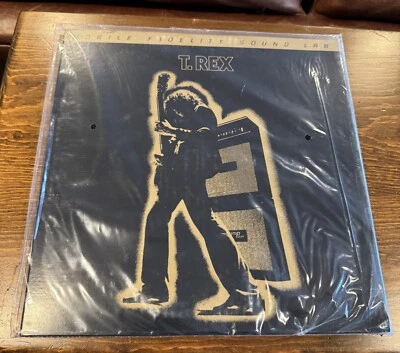 MOBILE FIDELITY SOUND LAB
T. REX